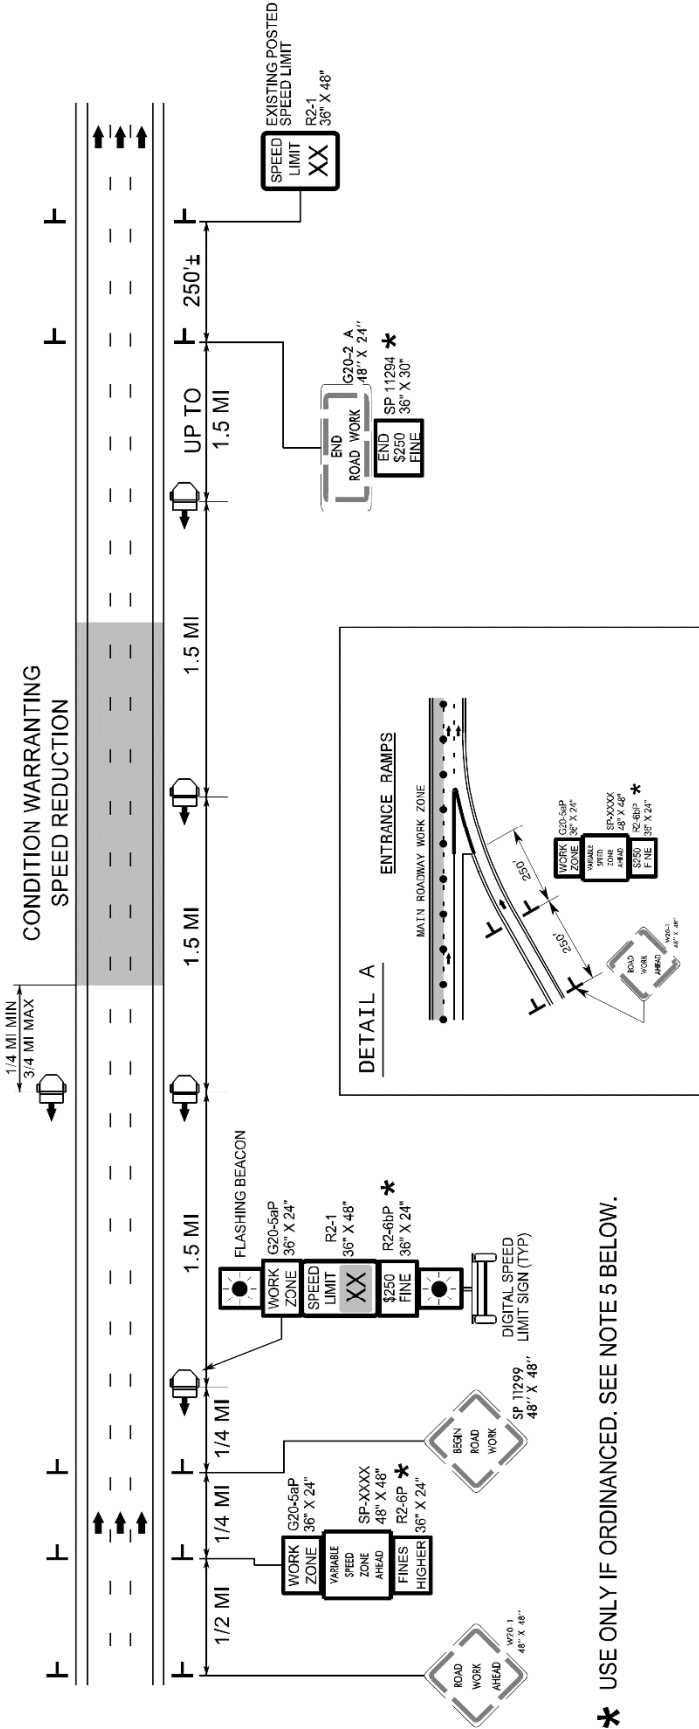 CONDITION WARRANTING
SPEED REDUCTION
1/4 MI MIN
3/4 MI MAX
1/2 MI
1/4 MI
1/4 MI
1.5 MI
1.5 MI
1.5 MI
UP TO
1.5 MI
250'±
ROAD
WORK
AHEAD
W20-1
48" X 48"
WORK
ZONE
VARIABLE
SPEED
ZONE
AHEAD
FINES
HIGHER
G20-5aP
36" X 24"
SP-XXXX
48" X 48"
R2-6P *
36" X 24"
BEGIN
ROAD
WORK
SP 11299
48" X 48"
FLASHING BEACON
WORK
ZONE
SPEED
LIMIT
XX
$250
FINE
G20-5aP
36" X 24"
R2-1
36" X 48"
R2-6bP *
36" X 24"
DIGITAL SPEED
LIMIT SIGN (TYP)
END
ROAD WORK
G20-2 A
48" X 24"
END
$250
FINE
SP 11294 *
36" X 30"
SPEED
LIMIT
XX
EXISTING POSTED
SPEED LIMIT
R2-1
36" X 48"
DETAIL A
ENTRANCE RAMPS
MAIN ROADWAY WORK ZONE
250'
250'
ROAD
WORK
AHEAD
W20-1
48" X 48"
WORK
ZONE
VARIABLE
SPEED
ZONE
AHEAD
$250
FINE
G20-5aP
36" X 24"
SP-XXXX
48" X 48"
R2-6bP *
36" X 24"
* USE ONLY IF ORDINANCED. SEE NOTE 5 BELOW.